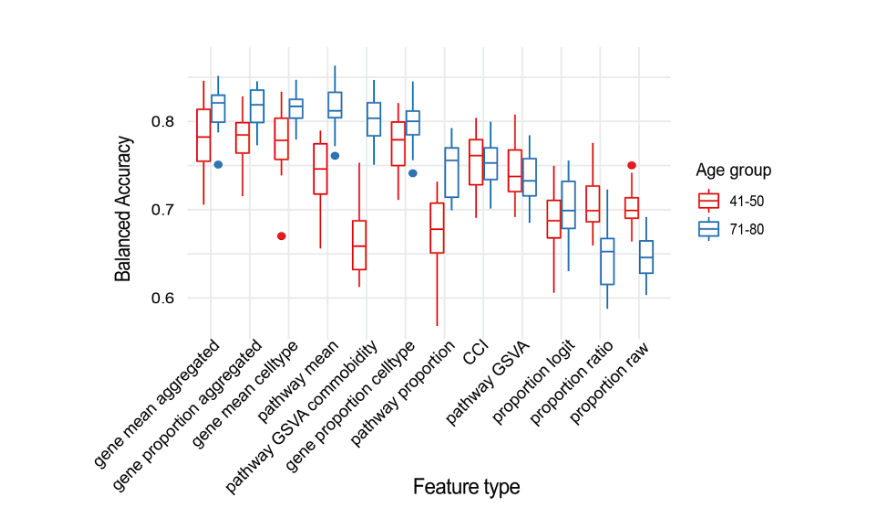 0.8
0.7
0.6
Balanced Accuracy
gene mean aggregated
gene proportion aggregated
gene mean celltype
pathway mean
pathway GSVA commobidity
gene proportion celltype
pathway proportion
CCI
pathway GSVA
proportion logit
proportion ratio
proportion raw
Feature type
Age group
41-50
71-80